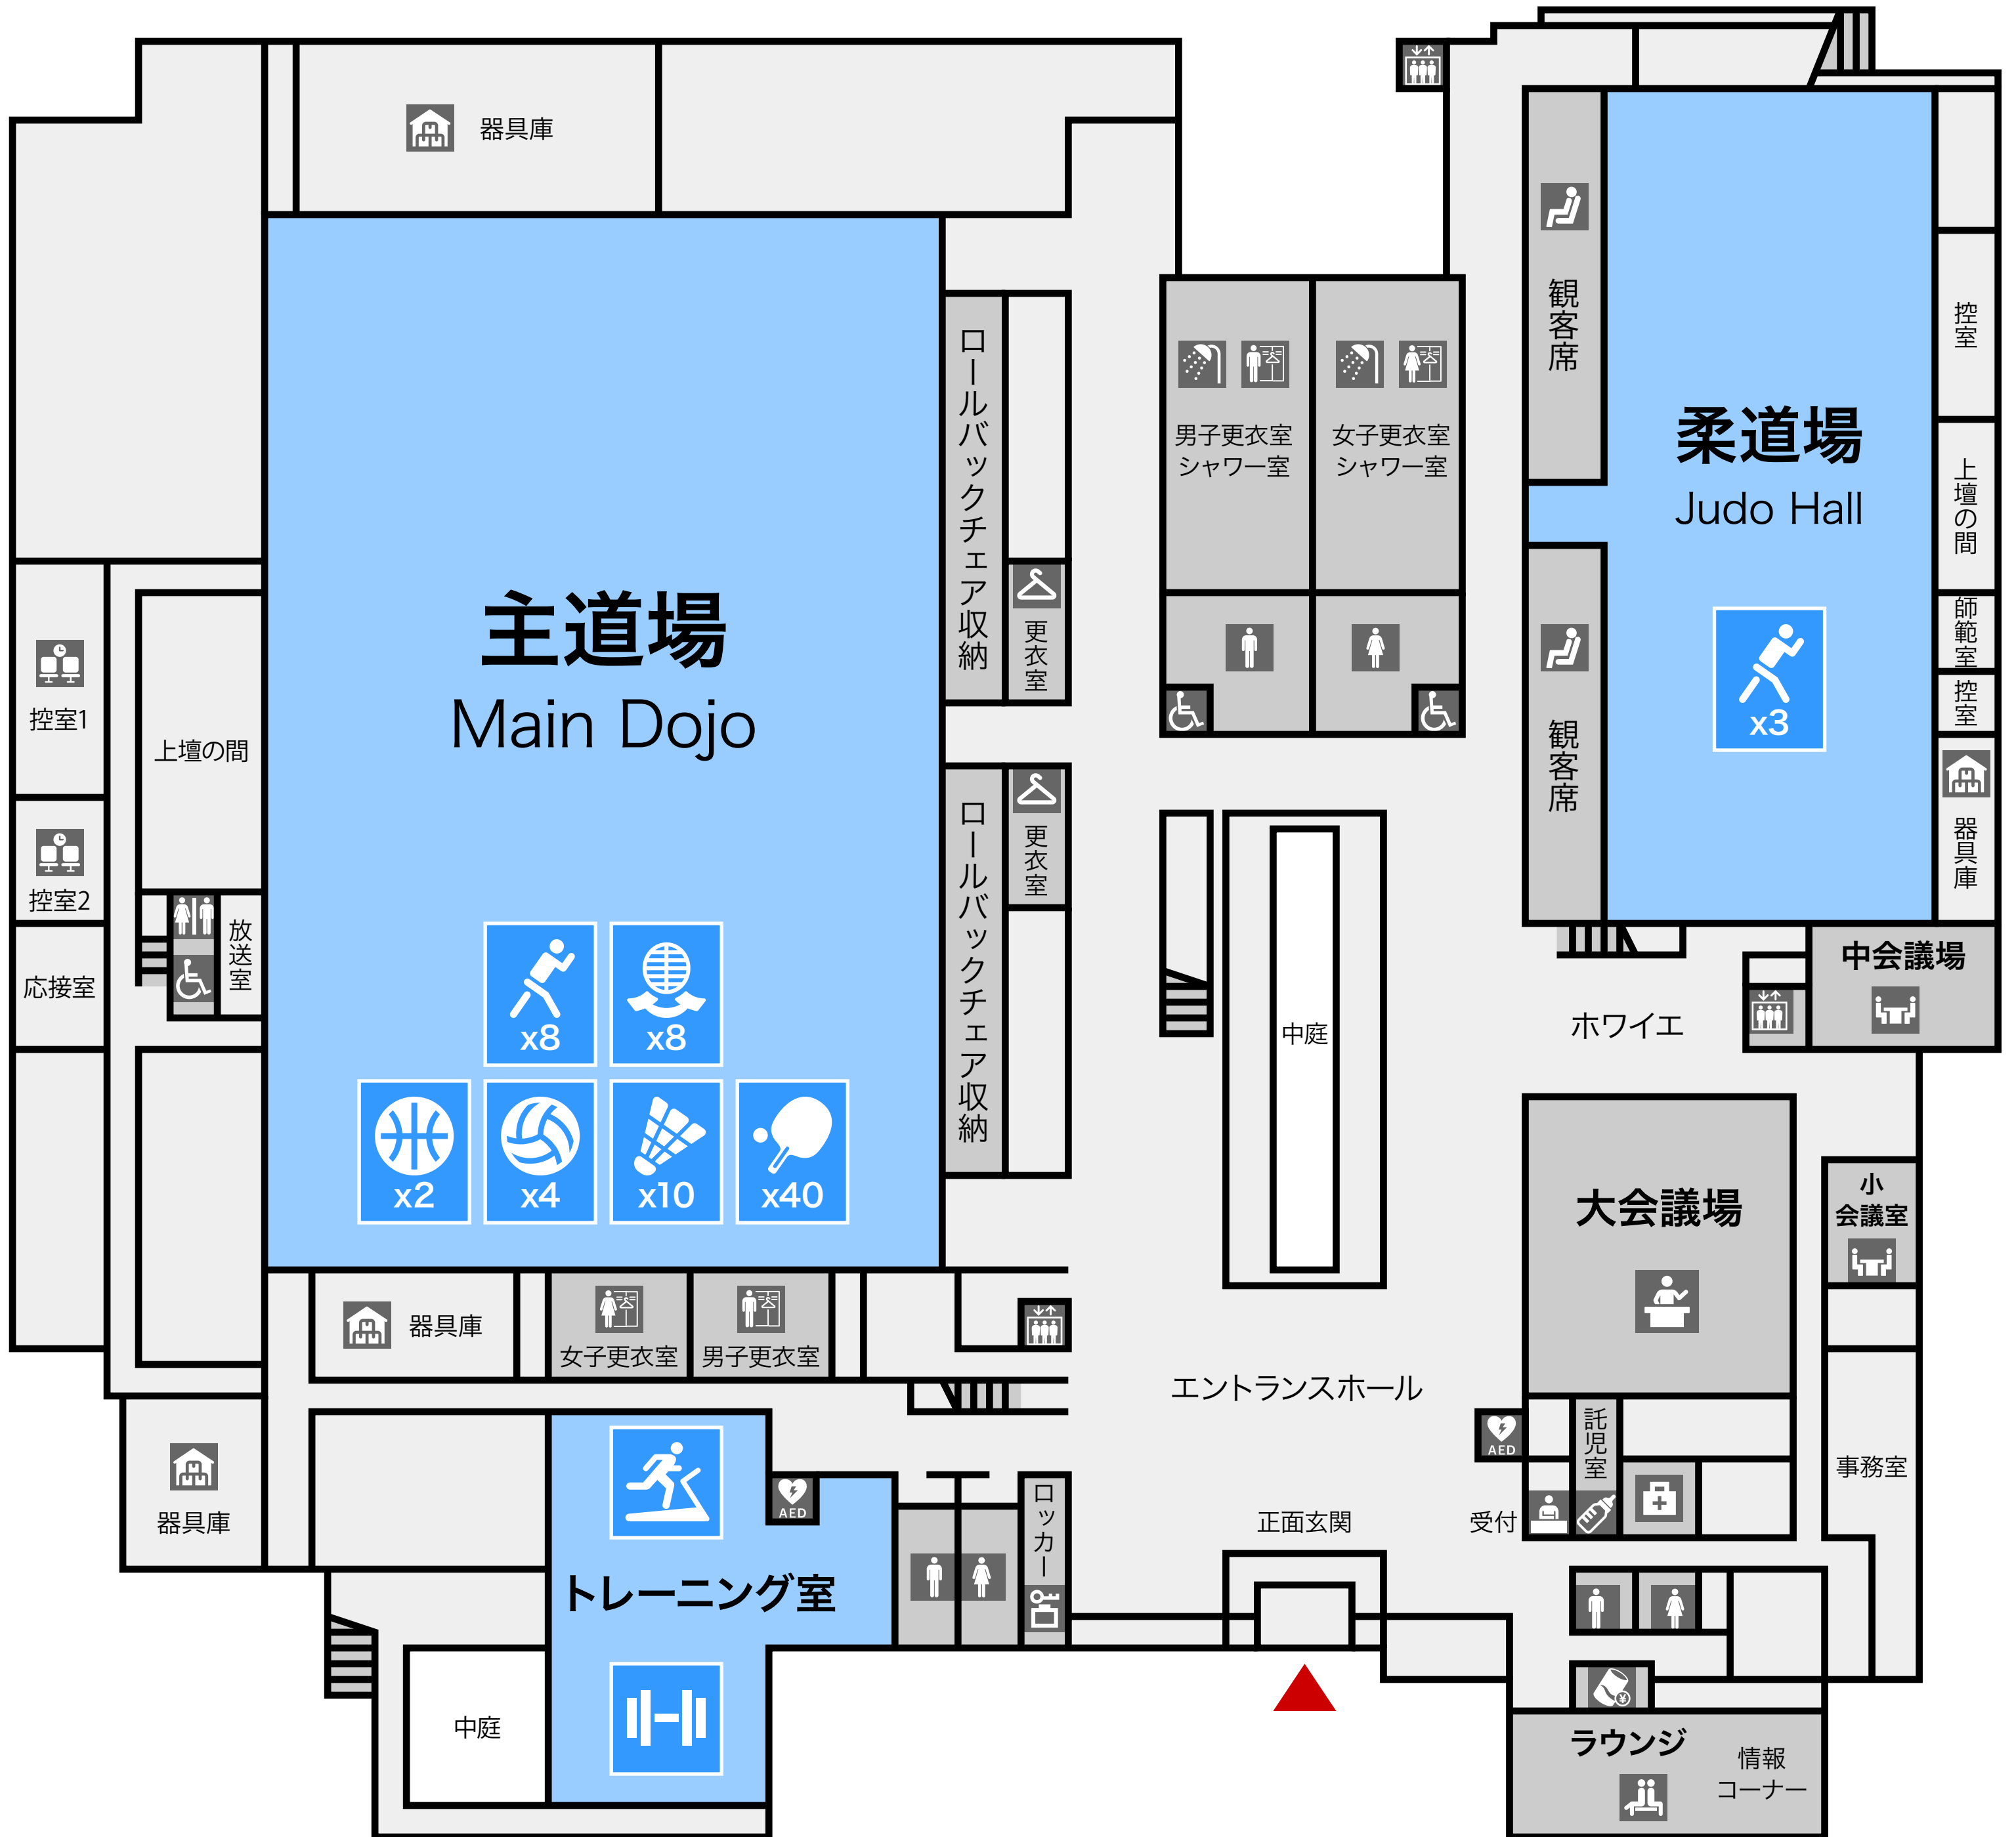 器具庫
観客席
控室
ロールバックチェア収納
男子更衣室
シャワー室
女子更衣室
シャワー室
柔道場
Judo Hall
上壇の間
主道場
Main Dojo
更衣室
師範室
控室
x3
観客席
控室1
上壇の間
ロールバックチェア収納
更衣室
器具庫
控室2
放送室
応接室
中会議場
x8
x8
中庭
ホワイエ
x2
x4
x10
x40
大会議場
小
会議室
器具庫
女子更衣室
男子更衣室
エントランスホール
AED
託児室
事務室
器具庫
AED
ロッカー
正面玄関
受付
トレーニング室
中庭
ラウンジ
情報
コーナー
¥